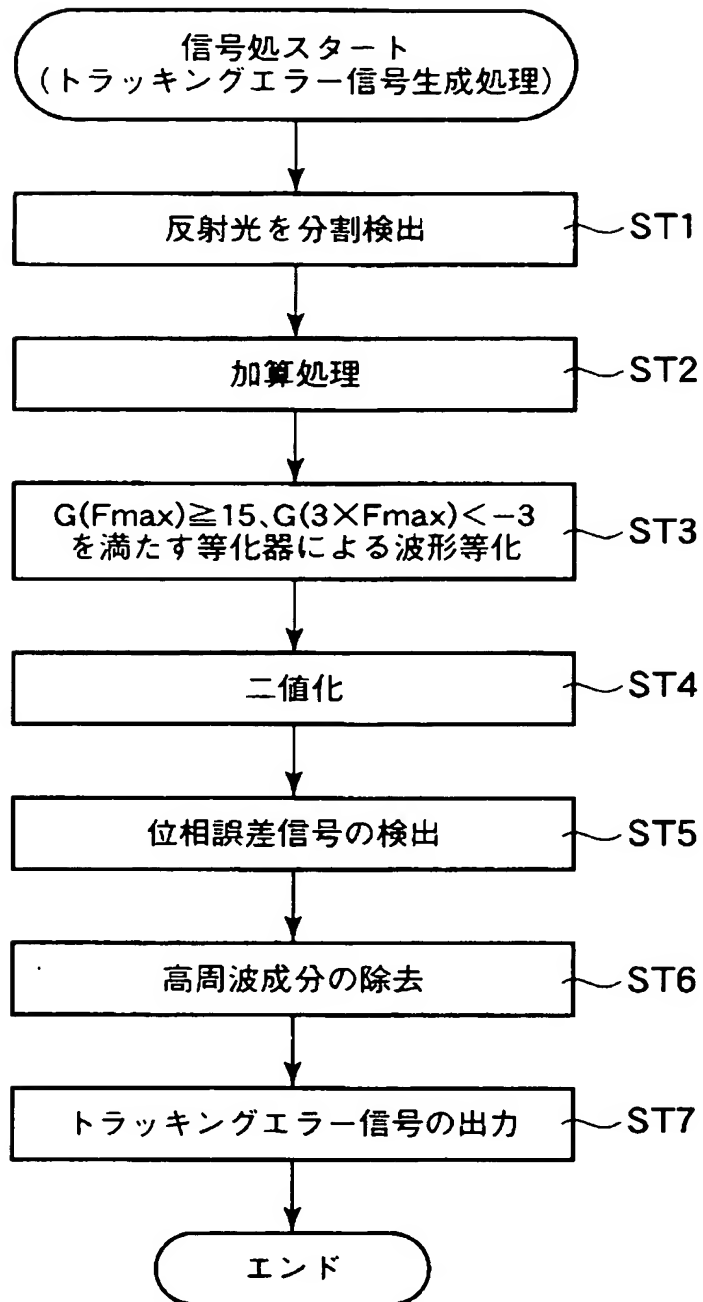 信号処スタート
(トラッキングエラー信号生成処理)
反射光を分割検出
ST1
加算処理
ST2
G(Fmax)≧15、G(3×Fmax)<−3
を満たす等化器による波形等化
ST3
二値化
ST4
位相誤差信号の検出
ST5
高周波成分の除去
ST6
トラッキングエラー信号の出力
ST7
エンド